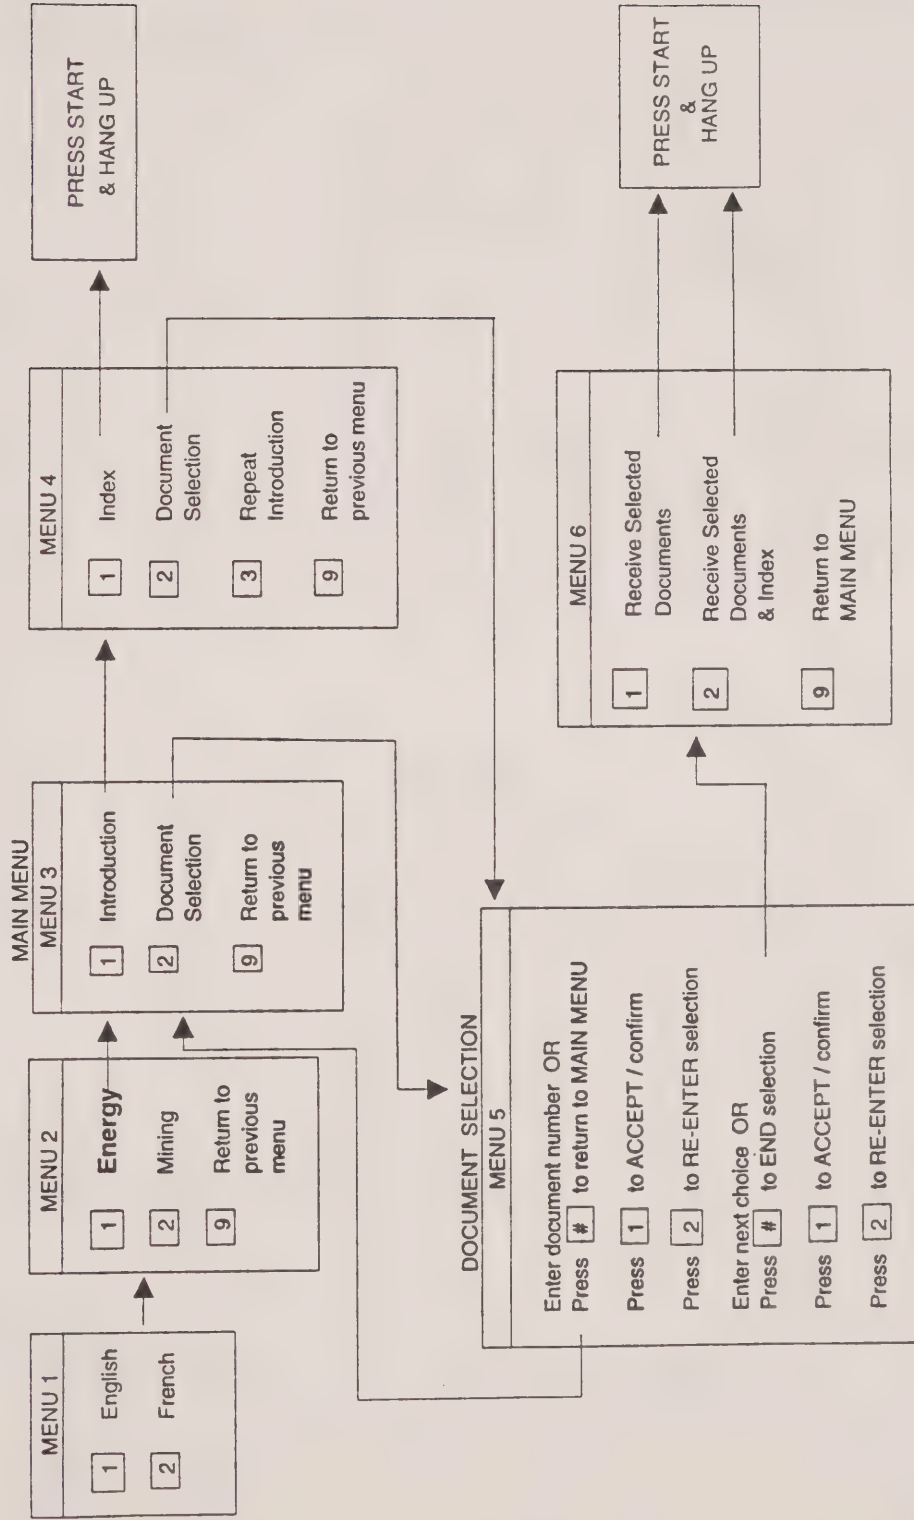 MENU 1
1 English
2 French
MENU 2
1 Energy
2 Mining
9 Return to
previous
menu
MAIN MENU
MENU 3
1 Introduction
2 Document
Selection
9 Return to
previous
menu
MENU 4
1 Index
2 Document
Selection
3 Repeat
Introduction
9 Return to
previous menu
PRESS START
& HANG UP
DOCUMENT SELECTION
MENU 5
Enter document number OR
Press # to return to MAIN MENU
Press 1 to ACCEPT / confirm
Press 2 to RE-ENTER selection
Enter next choice OR
Press # to END selection
Press 1 to ACCEPT / confirm
Press 2 to RE-ENTER selection
MENU 6
1 Receive Selected
Documents
2 Receive Selected
Documents
& Index
9 Return to
MAIN MENU
PRESS START
&
HANG UP